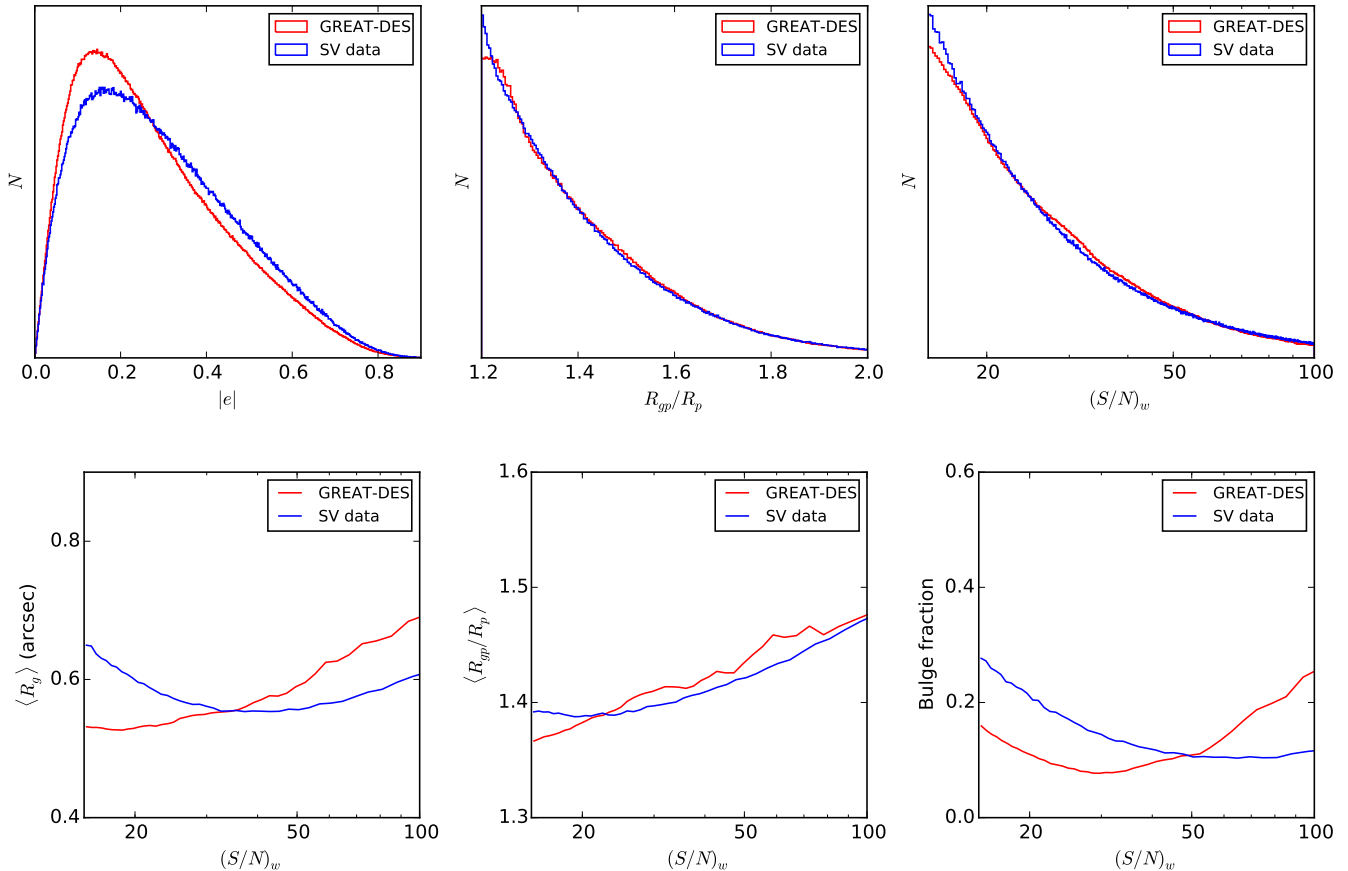 GREAT-DES
SV data
N
0.0 0.2 0.4 0.6 0.8
|e|
GREAT-DES
SV data
N
1.2 1.4 1.6 1.8 2.0
R_{gp}/R_p
GREAT-DES
SV data
N
20 50 100
(S/N)_w
GREAT-DES
SV data
⟨R_g⟩ (arcsec)
0.8
0.6
0.4
20 50 100
(S/N)_w
GREAT-DES
SV data
⟨R_{gp}/R_p⟩
1.6
1.5
1.4
1.3
20 50 100
(S/N)_w
GREAT-DES
SV data
Bulge fraction
0.6
0.4
0.2
0.0
20 50 100
(S/N)_w